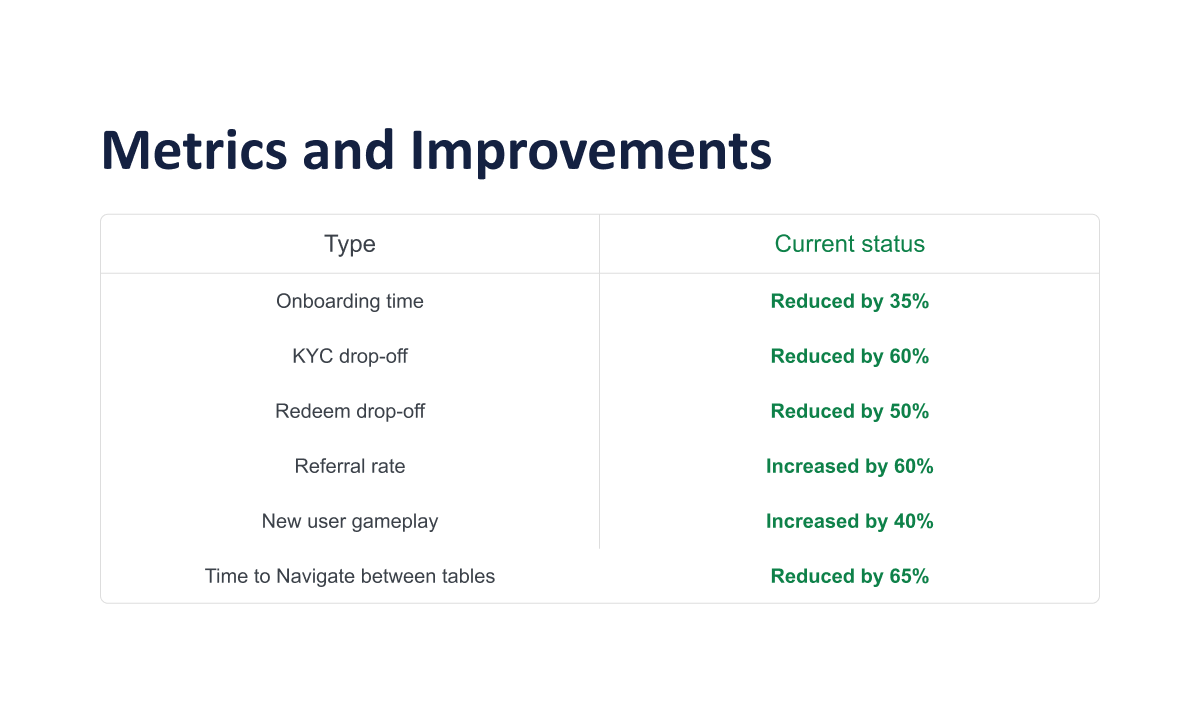 Metrics and Improvements
Type Current status
Onboarding time Reduced by 35%
KYC drop-off Reduced by 60%
Redeem drop-off Reduced by 50%
Referral rate Increased by 60%
New user gameplay Increased by 40%
Time to Navigate between tables Reduced by 65%